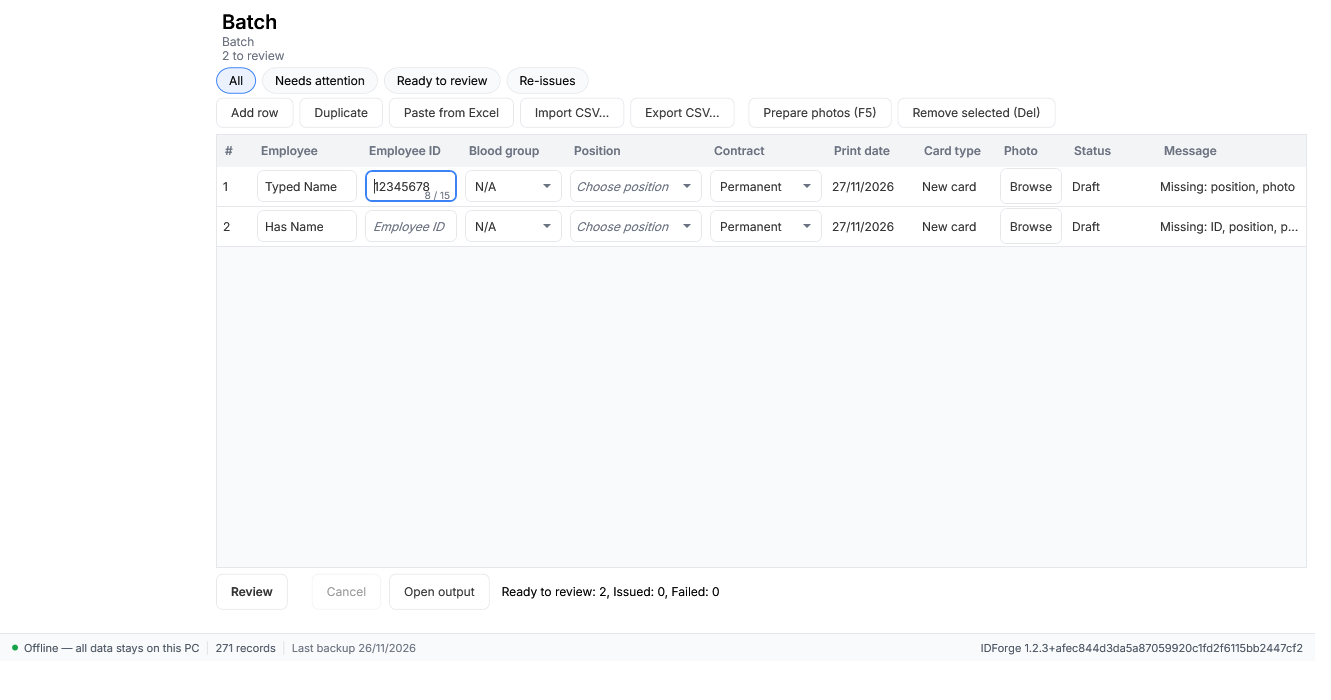 Batch
Batch
2 to review
All Needs attention Ready to review Re-issues
Add row Duplicate Paste from Excel Import CSV... Export CSV... Prepare photos (F5) Remove selected (Del)
# Employee Employee ID Blood group Position Contract Print date Card type Photo Status Message
1 Typed Name 12345678 8 / 15 N/A Choose position Permanent 27/11/2026 New card Browse Draft Missing: position, photo
2 Has Name Employee ID N/A Choose position Permanent 27/11/2026 New card Browse Draft Missing: ID, position, p...
Review Cancel Open output Ready to review: 2, Issued: 0, Failed: 0
Offline — all data stays on this PC 271 records Last backup 26/11/2026 IDForge 1.2.3+afec844d3da5a87059920c1fd2f6115bb2447cf2